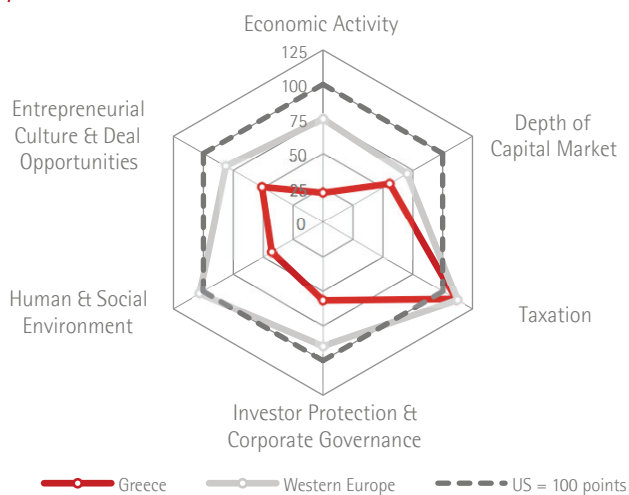 Economic Activity
125
100
75
50
25
0
Entrepreneurial
Culture & Deal
Opportunities
Depth of
Capital Market
Human & Social
Environment
Taxation
Investor Protection &
Corporate Governance
Greece
Western Europe
US = 100 points